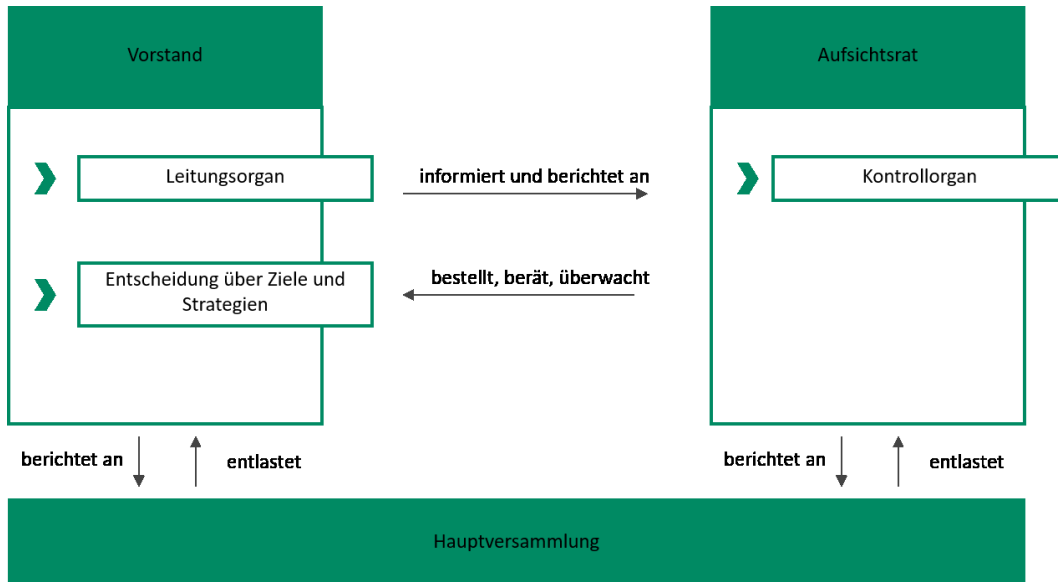 Vorstand
Aufsichtsrat
Leitungsorgan
informiert und berichtet an
Kontrollorgan
Entscheidung über Ziele und
Strategien
bestellt, berät, überwacht
berichtet an
entlastet
berichtet an
entlastet
Hauptversammlung